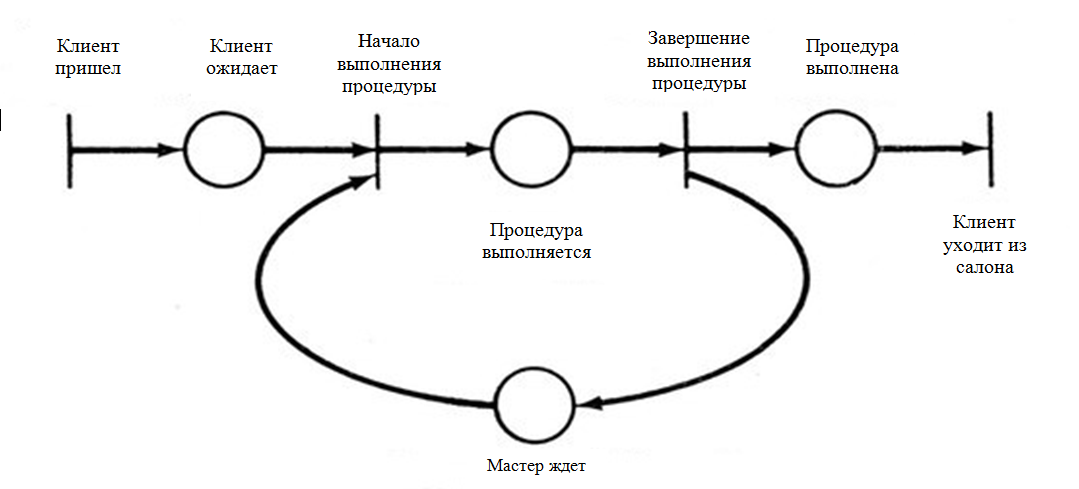 Клиент
пришел
Клиент
ожидает
Начало
выполнения
процедуры
Завершение
выполнения
процедуры
Процедура
выполнена
Процедура
выполняется
Клиент
уходит из
салона
Мастер ждет